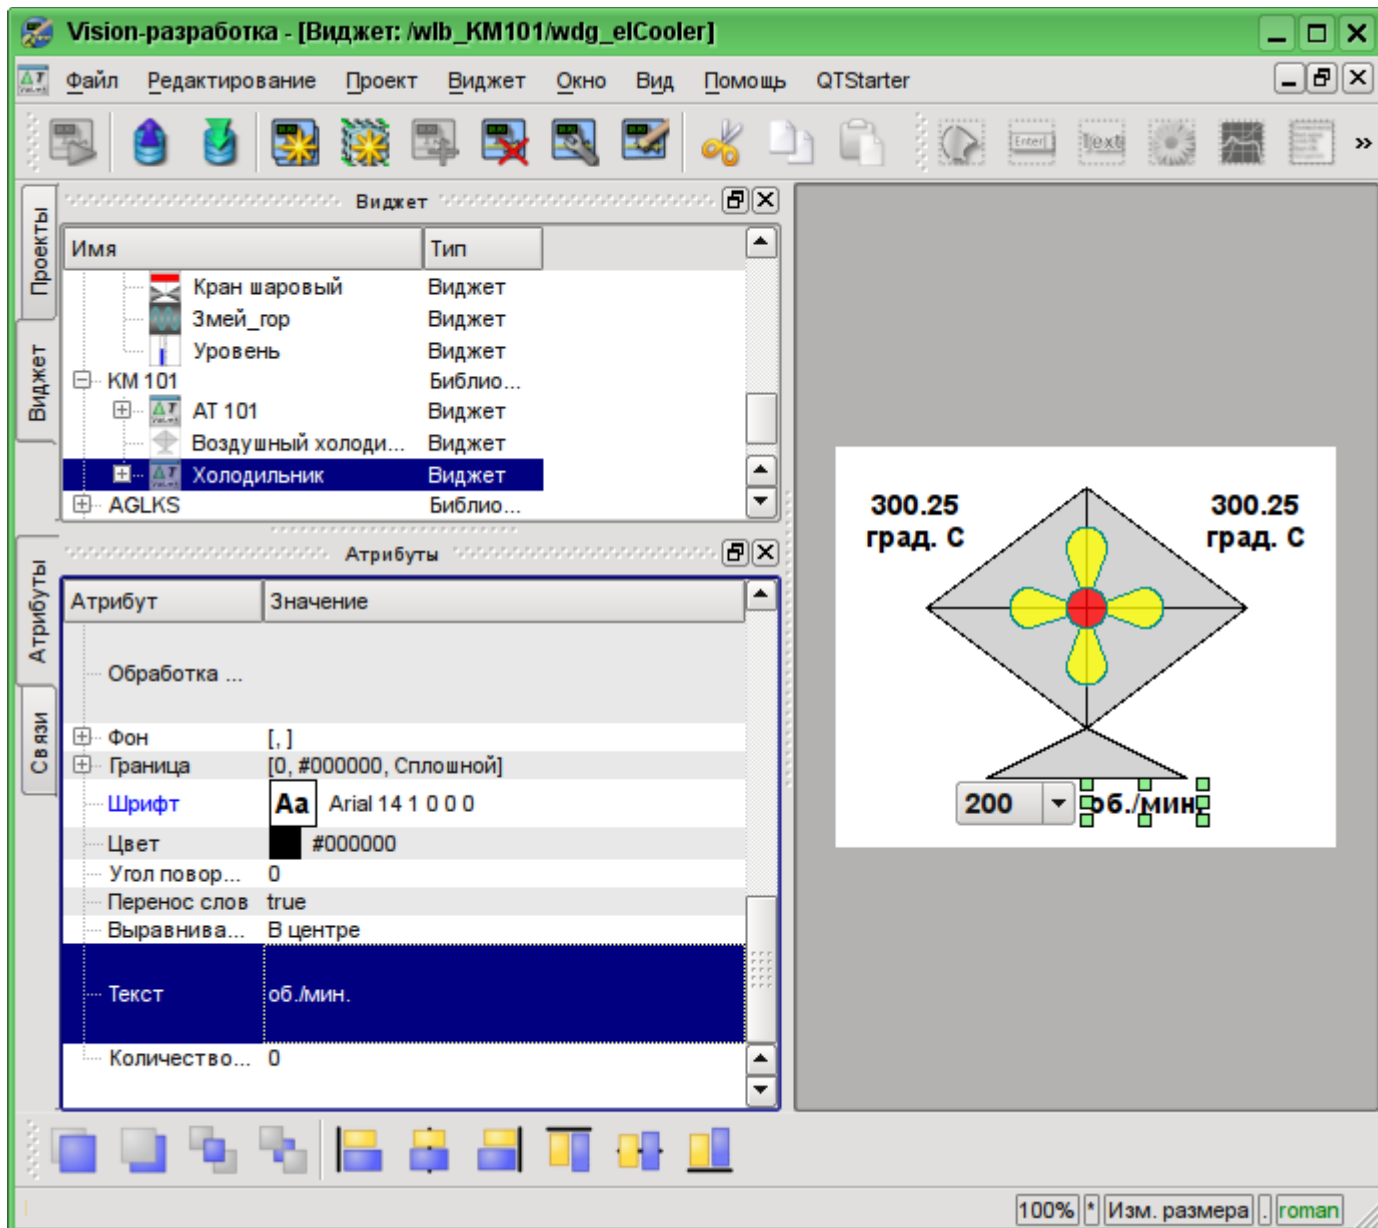 Vision-разработка - [Виджет: /wlb_KM101/wdg_elCooler]
Файл Редактирование Проект Виджет Окно Вид Помощь QTStarter
Enter
Text
»
Проекты
Виджет
Виджет
Имя Тип
Кран шаровый Виджет
Змей_гор Виджет
Уровень Виджет
КМ 101 Библио...
АТ 101 Виджет
Воздушный холоди... Виджет
Холодильник Виджет
AGLKS Библио...
Атрибуты
Связи
Атрибуты
Атрибут Значение
Обработка ...
Фон [, ]
Граница [0, #000000, Сплошной]
Шрифт Aa Arial 14 1 0 0 0
Цвет #000000
Угол повор... 0
Перенос слов true
Выравнива... В центре
Текст об./мин.
Количество... 0
300.25
град. С
300.25
град. С
200 об./мин.
100% * Изм. размера . roman